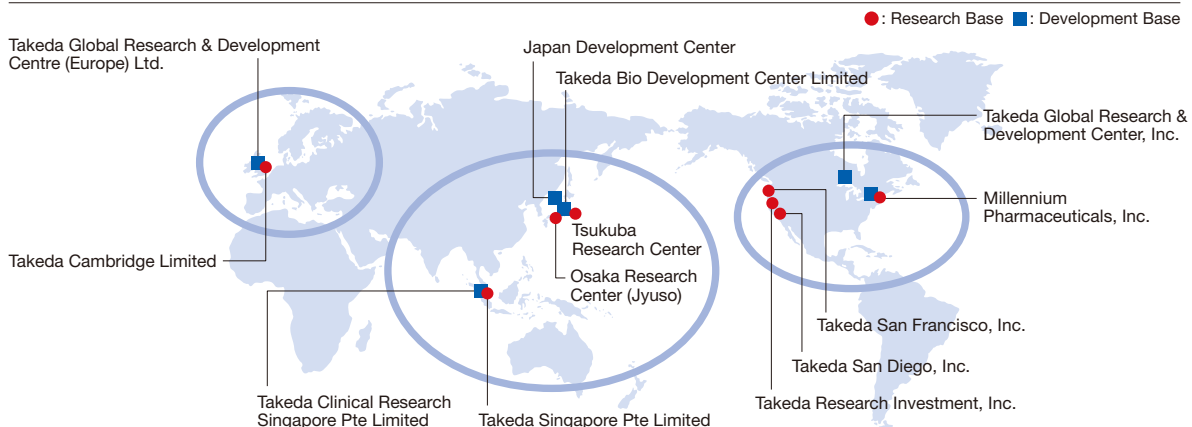 : Research Base : Development Base
Takeda Global Research & Development
Centre (Europe) Ltd.
Japan Development Center
Takeda Bio Development Center Limited
Takeda Global Research &
Development Center, Inc.
Millennium
Pharmaceuticals, Inc.
Tsukuba
Research Center
Takeda Cambridge Limited
Osaka Research
Center (Jyuso)
Takeda San Francisco, Inc.
Takeda San Diego, Inc.
Takeda Research Investment, Inc.
Takeda Clinical Research
Singapore Pte Limited
Takeda Singapore Pte Limited